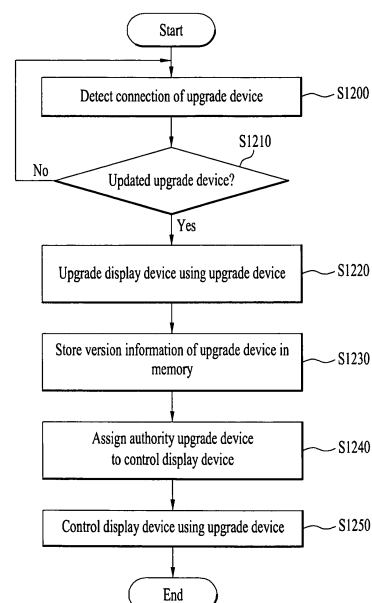 Start
Detect connection of upgrade device
S1200
S1210
Updated upgrade device?
No
Yes
Upgrade display device using upgrade device
S1220
Store version information of upgrade device in
memory
S1230
Assign authority upgrade device
to control display device
S1240
Control display device using upgrade device
S1250
End